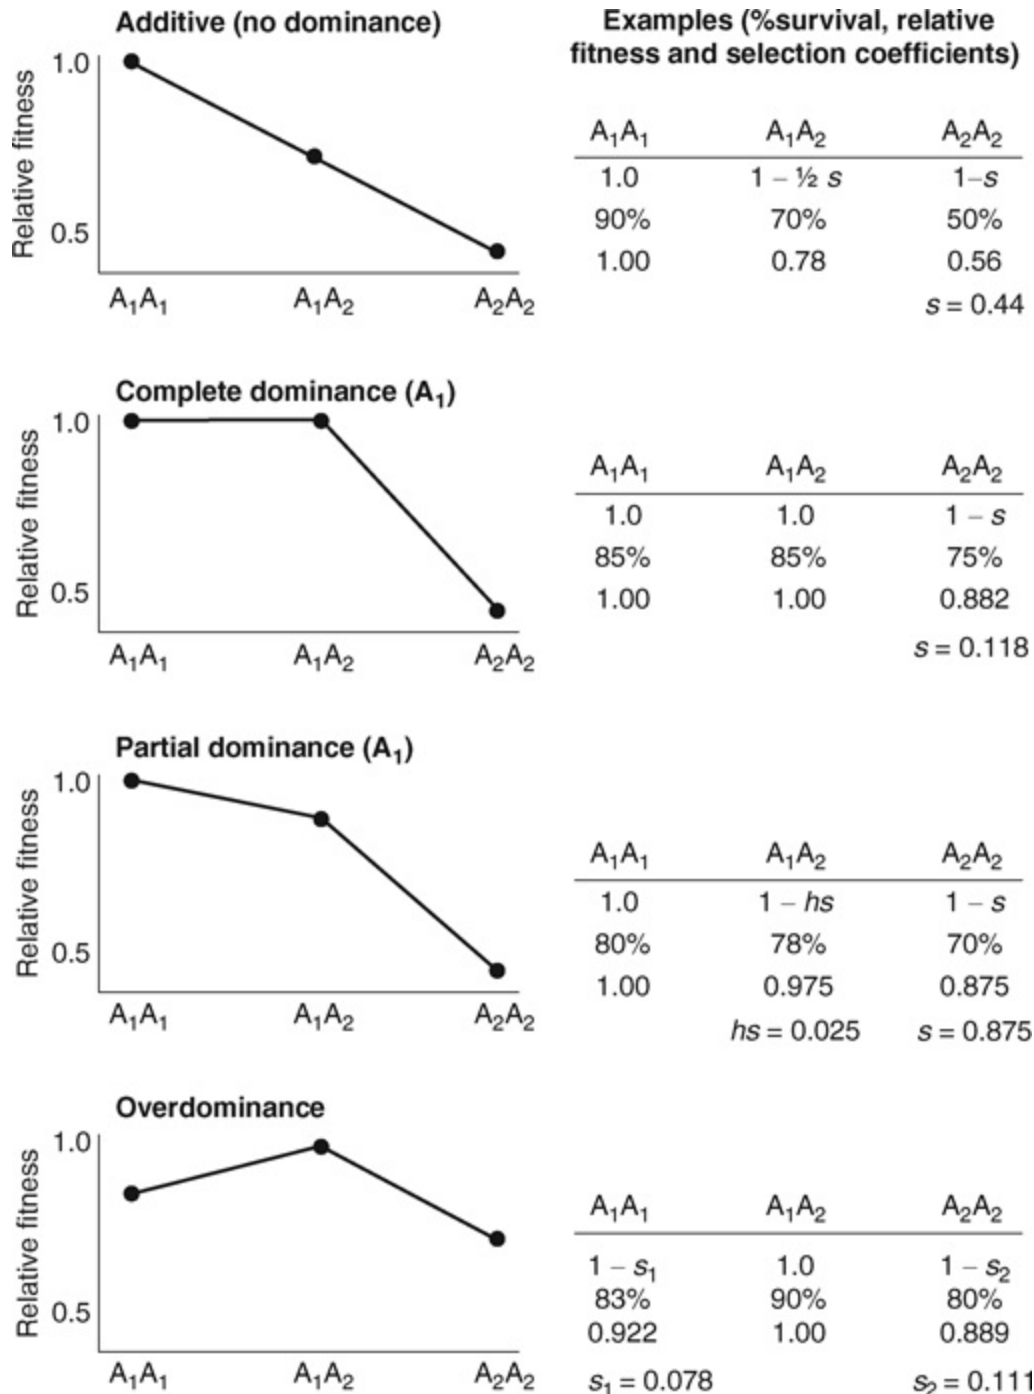 Additive (no dominance)
Examples (%survival, relative
fitness and selection coefficients)
Relative fitness
1.0
0.5
A₁A₁ A₁A₂ A₂A₂
A₁A₁ A₁A₂ A₂A₂
1.0 1 – ½ s 1–s
90% 70% 50%
1.00 0.78 0.56
s = 0.44
Complete dominance (A₁)
Relative fitness
1.0
0.5
A₁A₁ A₁A₂ A₂A₂
A₁A₁ A₁A₂ A₂A₂
1.0 1.0 1 – s
85% 85% 75%
1.00 1.00 0.882
s = 0.118
Partial dominance (A₁)
Relative fitness
1.0
0.5
A₁A₁ A₁A₂ A₂A₂
A₁A₁ A₁A₂ A₂A₂
1.0 1 – hs 1 – s
80% 78% 70%
1.00 0.975 0.875
hs = 0.025 s = 0.875
Overdominance
Relative fitness
1.0
0.5
A₁A₁ A₁A₂ A₂A₂
A₁A₁ A₁A₂ A₂A₂
1 – s₁ 1.0 1 – s₂
83% 90% 80%
0.922 1.00 0.889
s₁ = 0.078 s₂ = 0.111